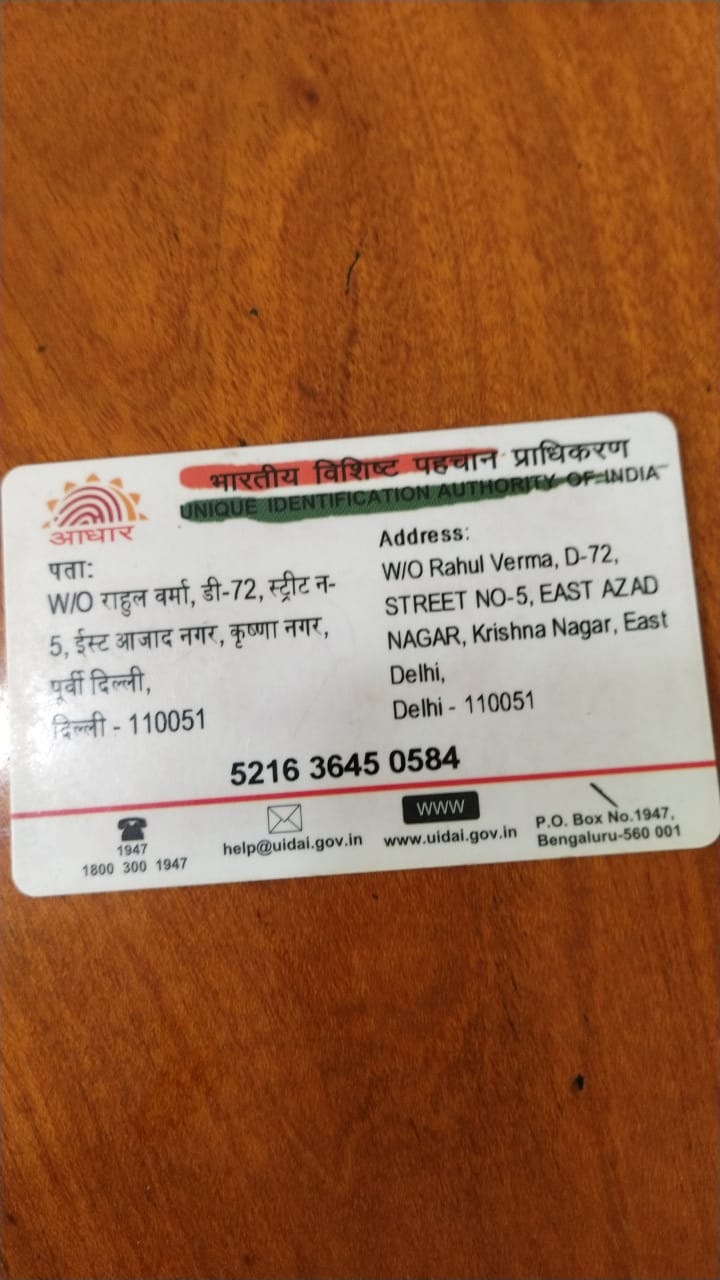 भारतीय विशिष्ट पहचान प्राधिकरण
UNIQUE IDENTIFICATION AUTHORITY OF INDIA
आधार
पता:
W/O राहुल वर्मा, डी-72, स्ट्रीट न-
5, ईस्ट आजाद नगर, कृष्णा नगर,
पूर्वी दिल्ली,
दिल्ली - 110051
Address:
W/O Rahul Verma, D-72,
STREET NO-5, EAST AZAD
NAGAR, Krishna Nagar, East
Delhi,
Delhi - 110051
5216 3645 0584
1947
1800 300 1947
help@uidai.gov.in
WWW
www.uidai.gov.in
P.O. Box No.1947,
Bengaluru-560 001